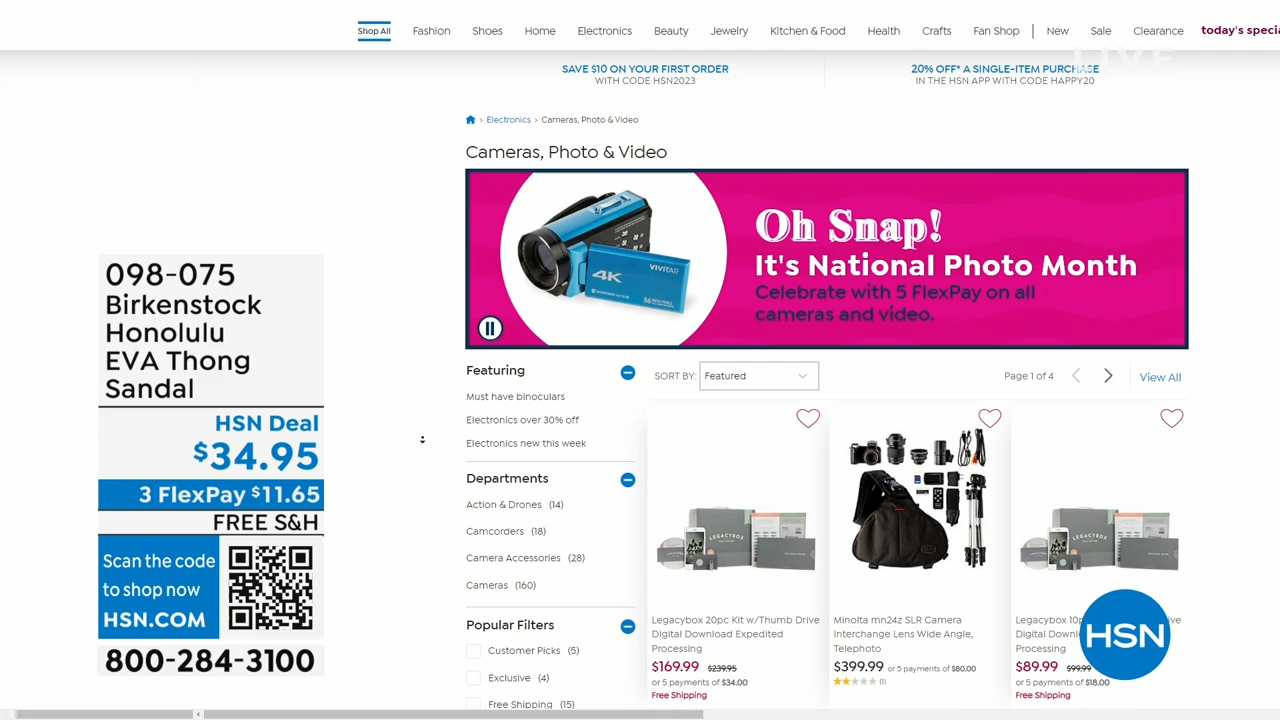 Shop All Fashion Shoes Home Electronics Beauty Jewelry Kitchen & Food Health Crafts Fan Shop New Sale Clearance today's specia
LIVE
SAVE $10 ON YOUR FIRST ORDER
WITH CODE HSN2023
20% OFF* A SINGLE-ITEM PURCHASE
IN THE HSN APP WITH CODE HAPPY20
> Electronics > Cameras, Photo & Video
Cameras, Photo & Video
4K
VIVITAR
Oh Snap!
It's National Photo Month
Celebrate with 5 FlexPay on all
cameras and video.
098-075
Birkenstock
Honolulu
EVA Thong
Sandal
HSN Deal
$34.95
3 FlexPay $11.65
FREE S&H
Scan the code
to shop now
HSN.COM
800-284-3100
Featuring
Must have binoculars
Electronics over 30% off
Electronics new this week
Departments
Action & Drones (14)
Camcorders (18)
Camera Accessories (28)
Cameras (160)
Popular Filters
Customer Picks (5)
Exclusive (4)
Free Shipping (15)
SORT BY: Featured
Page 1 of 4
View All
LEGACYBOX
Legacybox 20pc Kit w/Thumb Drive
Digital Download Expedited
Processing
$169.99 $239.95
or 5 payments of $34.00
Free Shipping
Minolta mn24z SLR Camera
Interchange Lens Wide Angle,
Telephoto
$399.99 or 5 payments of $80.00
(1)
LEGACYBOX
Legacybox 10p
Digital Downl
Processing
$89.99 $99.99
or 5 payments of $18.00
Free Shipping
HSN